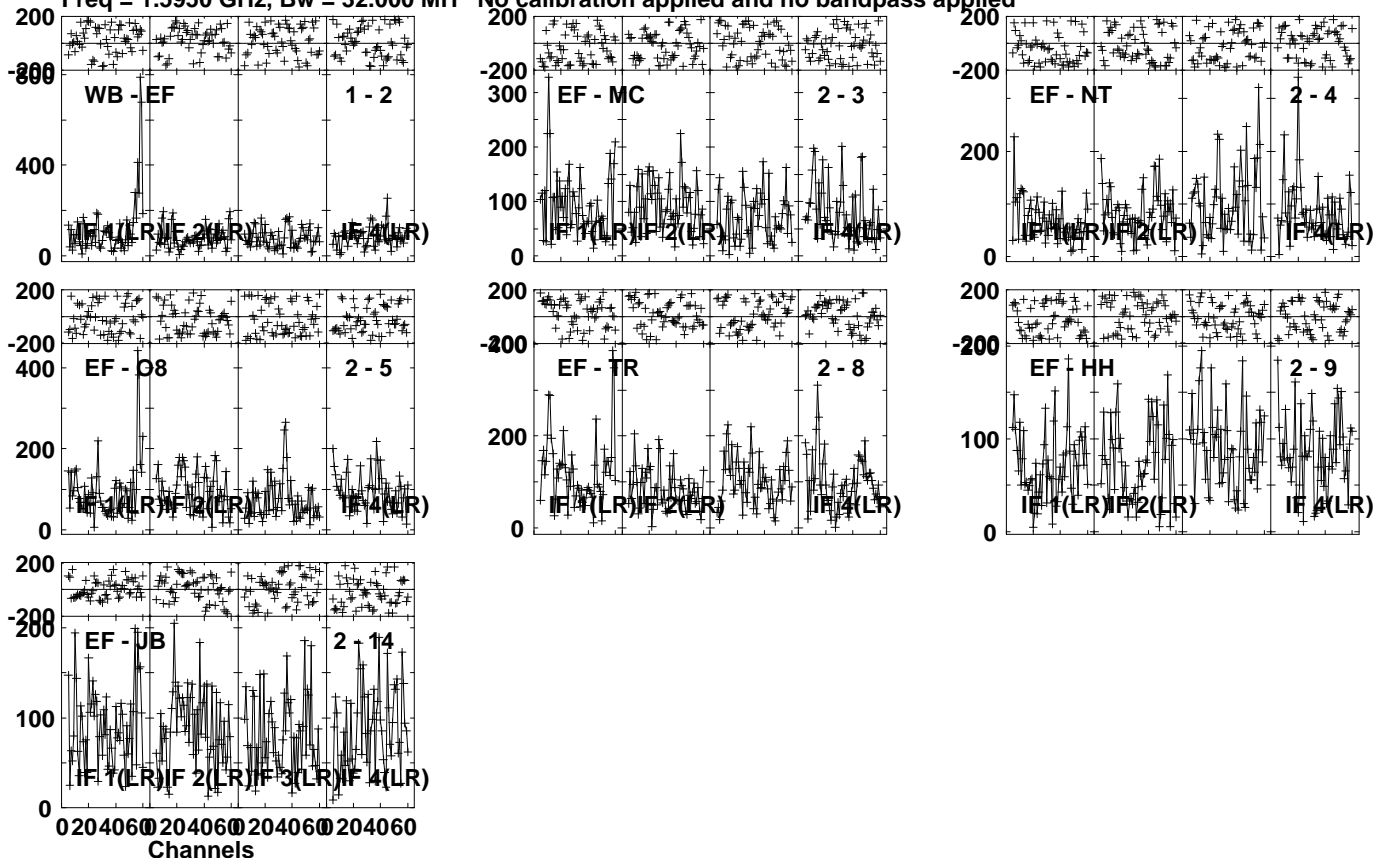 Freq = 1.5950 GHz, Bw = 32.000 MH No calibration applied and no bandpass applied
200 200 200
-200 -200 -200
800
WB - EF 1 - 2 EF - MC 2 - 3 EF - NT 2 - 4
300
400 200 200
100
IF 1(LR) IF 2(LR) IF 4(LR) IF 1(LR) IF 2(LR) IF 4(LR) IF 1(LR) IF 2(LR) IF 4(LR)
0 0 0
200 200 200
-200 -200
400 200
EF - O8 2 - 5 EF - TR 2 - 8 EF - HH 2 - 9
400
200 200 100
IF 1(LR) IF 2(LR) IF 4(LR) IF 1(LR) IF 2(LR) IF 4(LR) IF 1(LR) IF 2(LR) IF 4(LR)
0 0 0
200
-200
200
EF - JB 2 - 14
100
IF 1(LR) IF 2(LR) IF 3(LR) IF 4(LR)
0
0 20 40 60 0 20 40 60 0 20 40 60 0 20 40 60
Channels